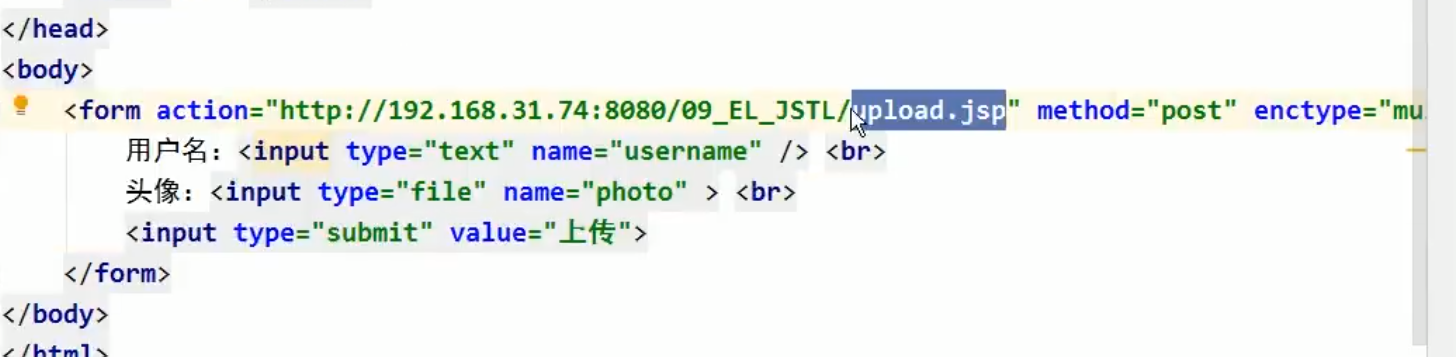 </head>
<body>
<form action="http://192.168.31.74:8080/09_EL_JSTL/upload.jsp" method="post" enctype="mu
用户名：<input type="text" name="username" /> <br>
头像：<input type="file" name="photo" > <br>
<input type="submit" value="上传">
</form>
</body>
</html>